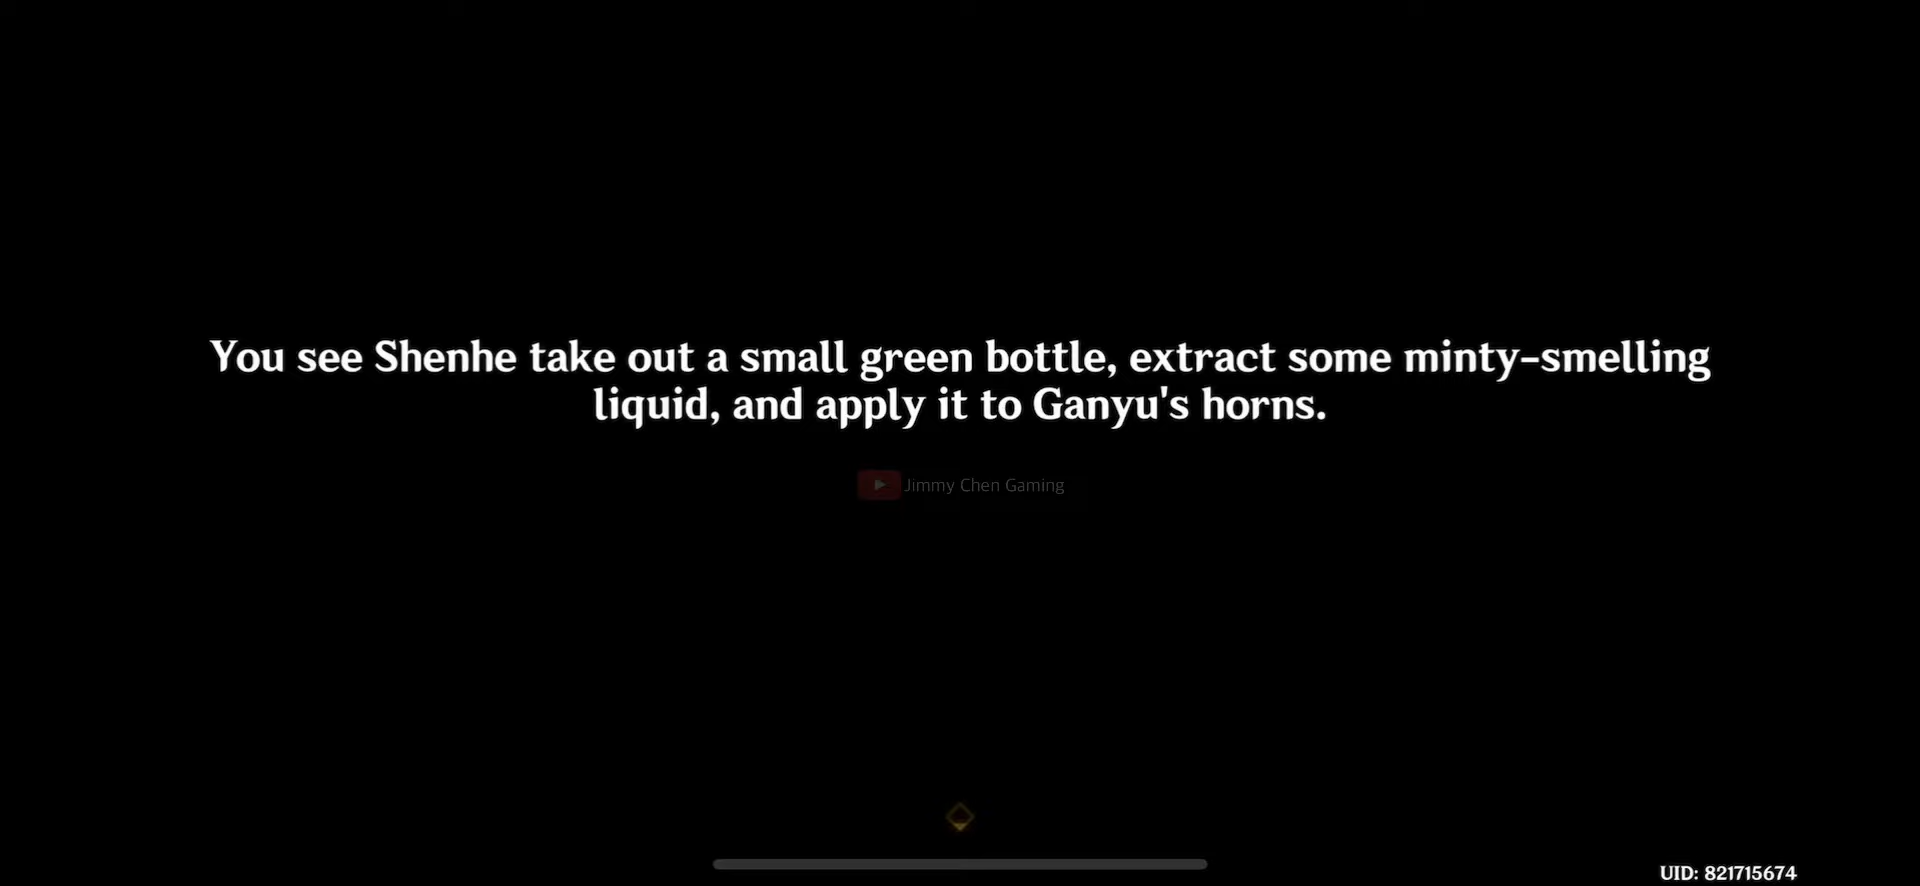 You see Shenhe take out a small green bottle, extract some minty-smelling
liquid, and apply it to Ganyu's horns.
Jimmy Chen Gaming
UID: 821715674